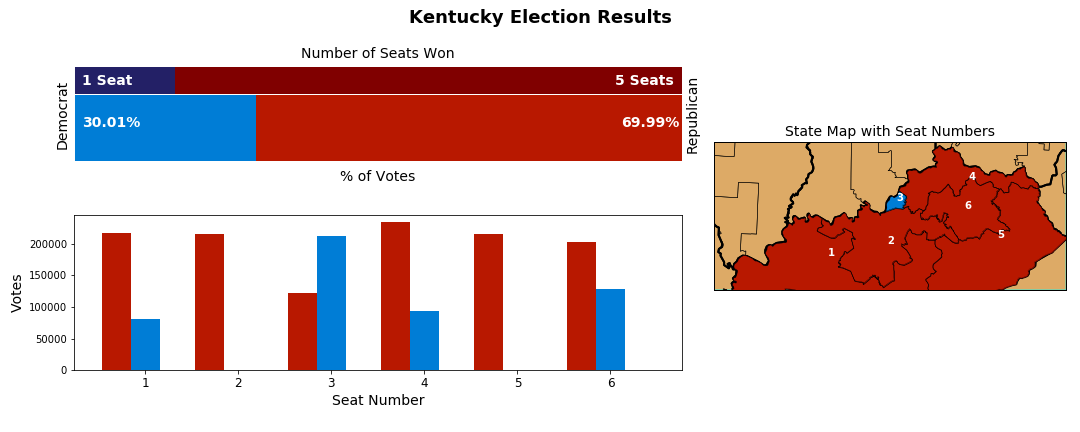 Kentucky Election Results
Number of Seats Won
1 Seat
5 Seats
Democrat
Republican
30.01%
69.99%
% of Votes
State Map with Seat Numbers
4
3
6
5
2
1
Votes
200000
150000
100000
50000
0
1 2 3 4 5 6
Seat Number